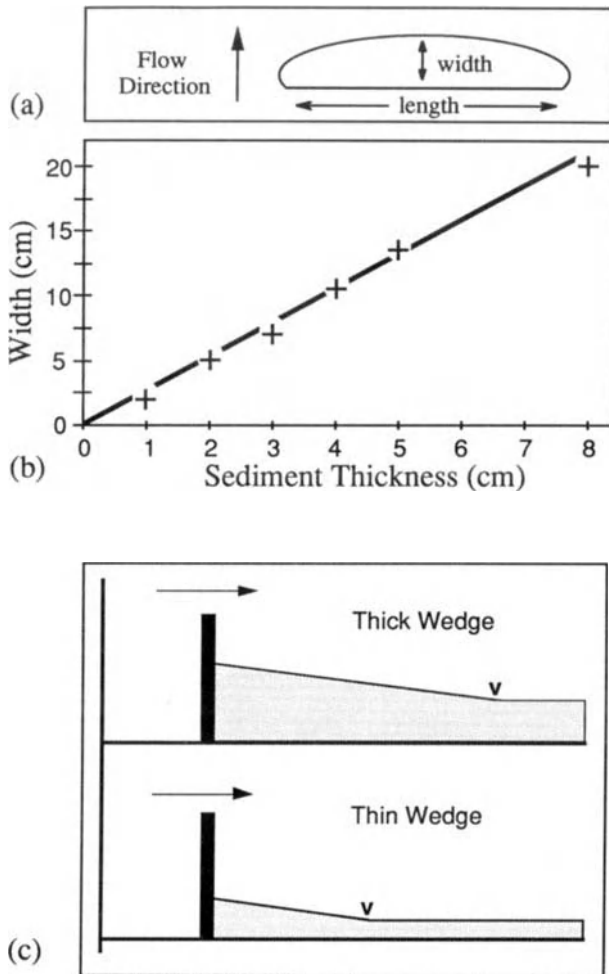 (a)
Flow
Direction
width
length
(b)
Width (cm)
20
15
10
5
0
0 1 2 3 4 5 6 7 8
Sediment Thickness (cm)
(c)
Thick Wedge
v
Thin Wedge
v